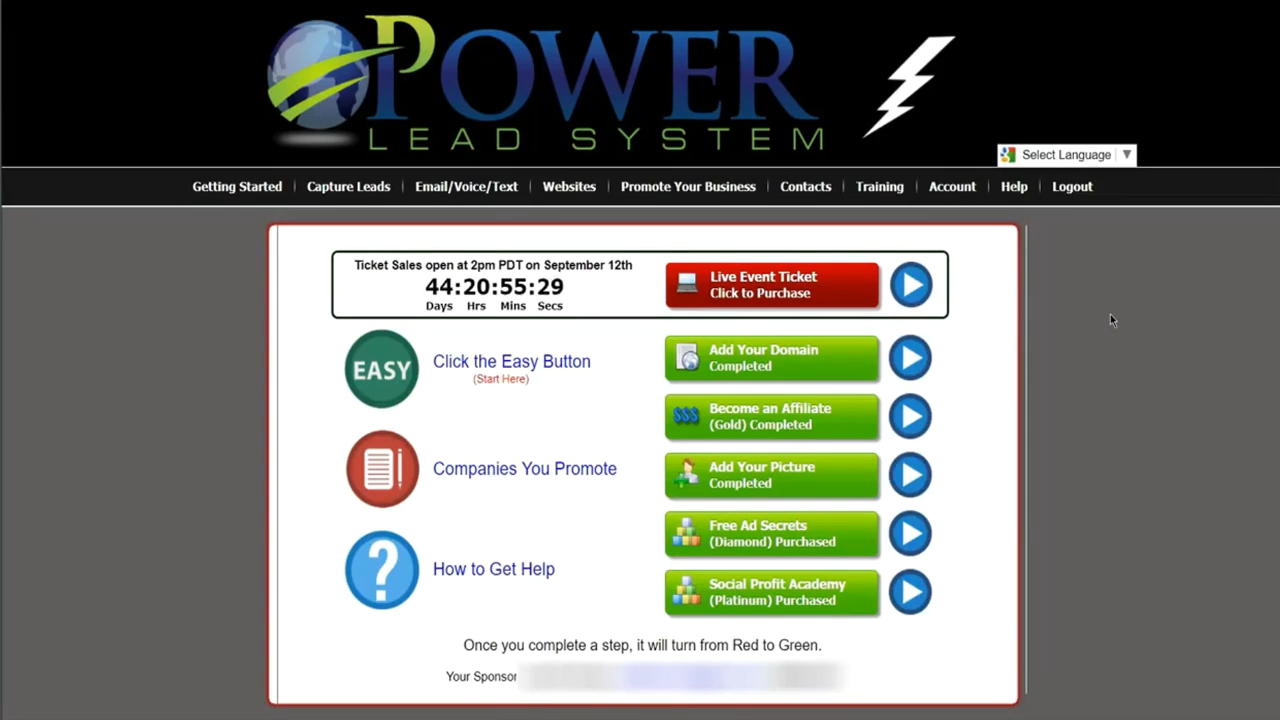 POWER
LEAD SYSTEM
Select Language
Getting Started
Capture Leads
Email/Voice/Text
Websites
Promote Your Business
Contacts
Training
Account
Help
Logout
Ticket Sales open at 2pm PDT on September 12th
44:20:55:29
Days Hrs Mins Secs
Live Event Ticket
Click to Purchase
EASY
Click the Easy Button
(Start Here)
Add Your Domain
Completed
Become an Affiliate
(Gold) Completed
Companies You Promote
Add Your Picture
Completed
Free Ad Secrets
(Diamond) Purchased
?
How to Get Help
$$$
Social Profit Academy
(Platinum) Purchased
Once you complete a step, it will turn from Red to Green.
Your Sponsor